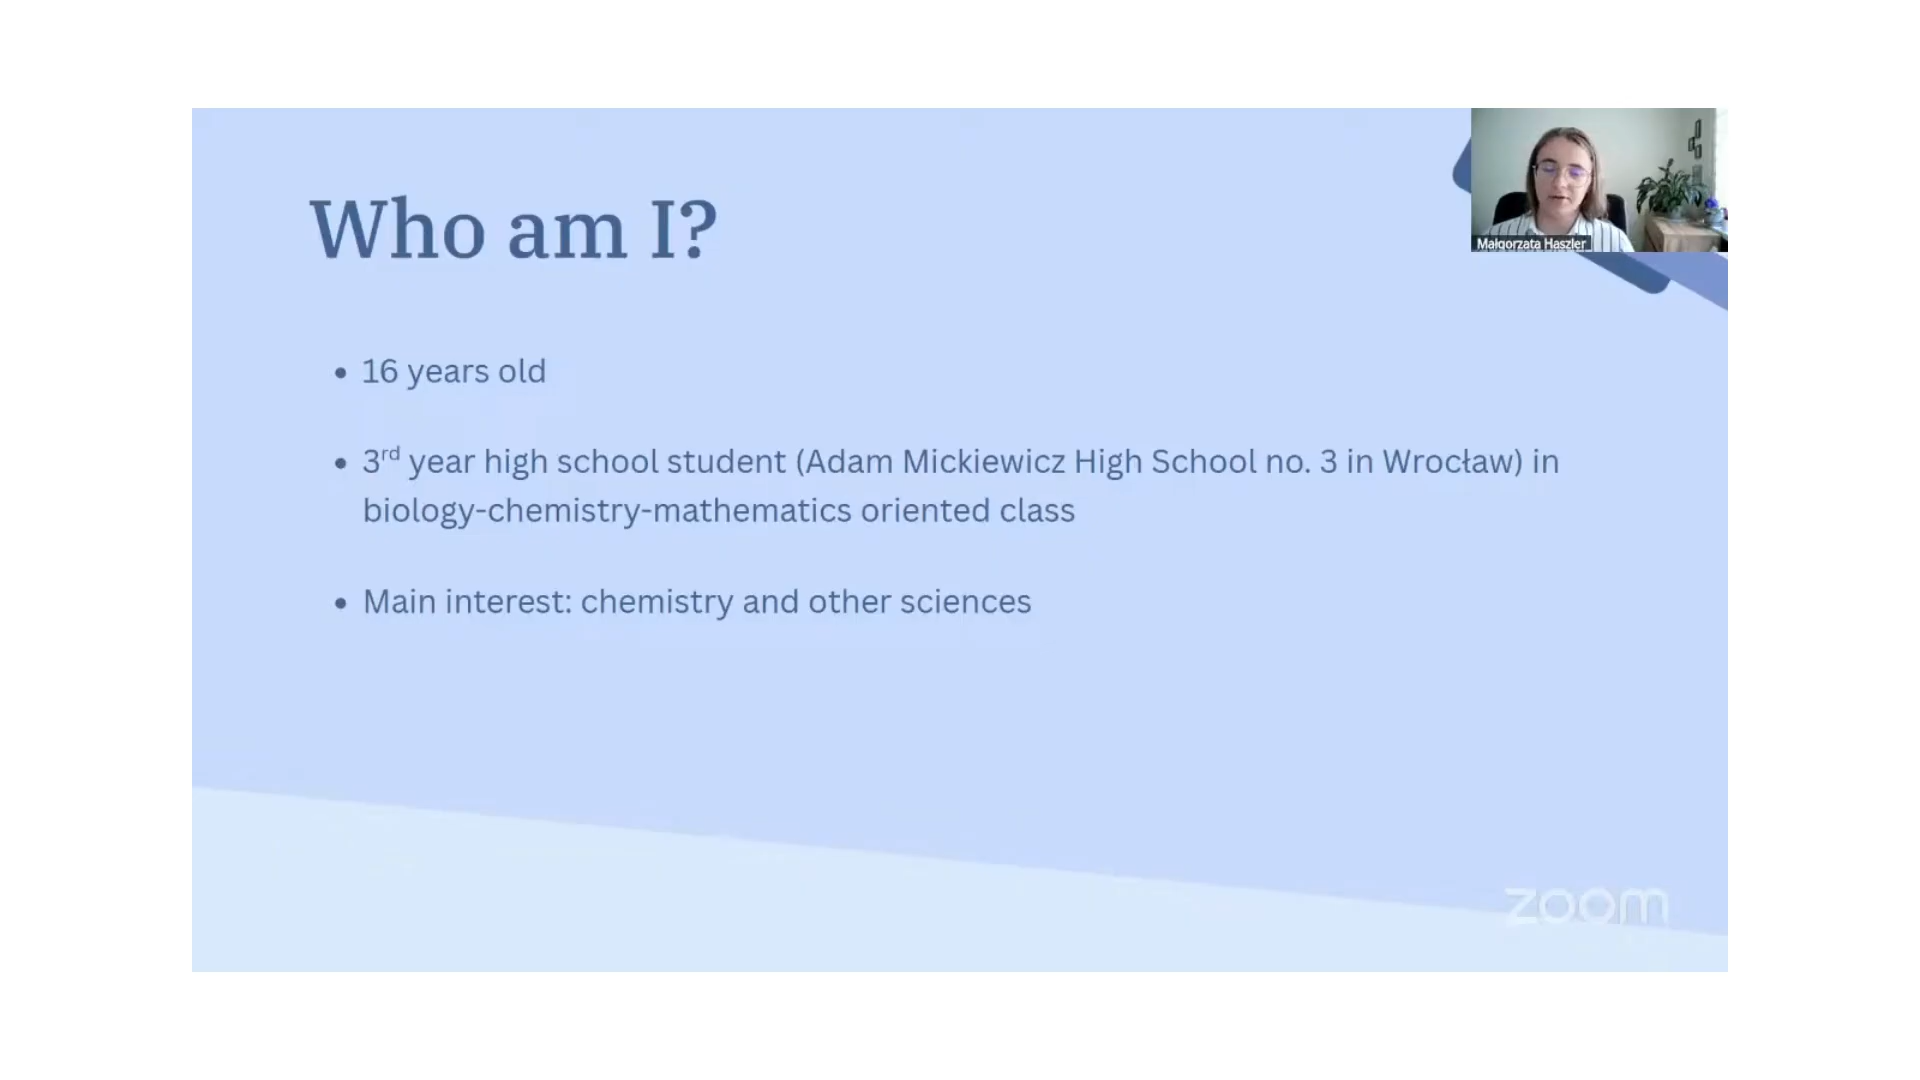 Who am I?
Małgorzata Haszler
• 16 years old
• 3rd year high school student (Adam Mickiewicz High School no. 3 in Wrocław) in
biology-chemistry-mathematics oriented class
• Main interest: chemistry and other sciences
zoom